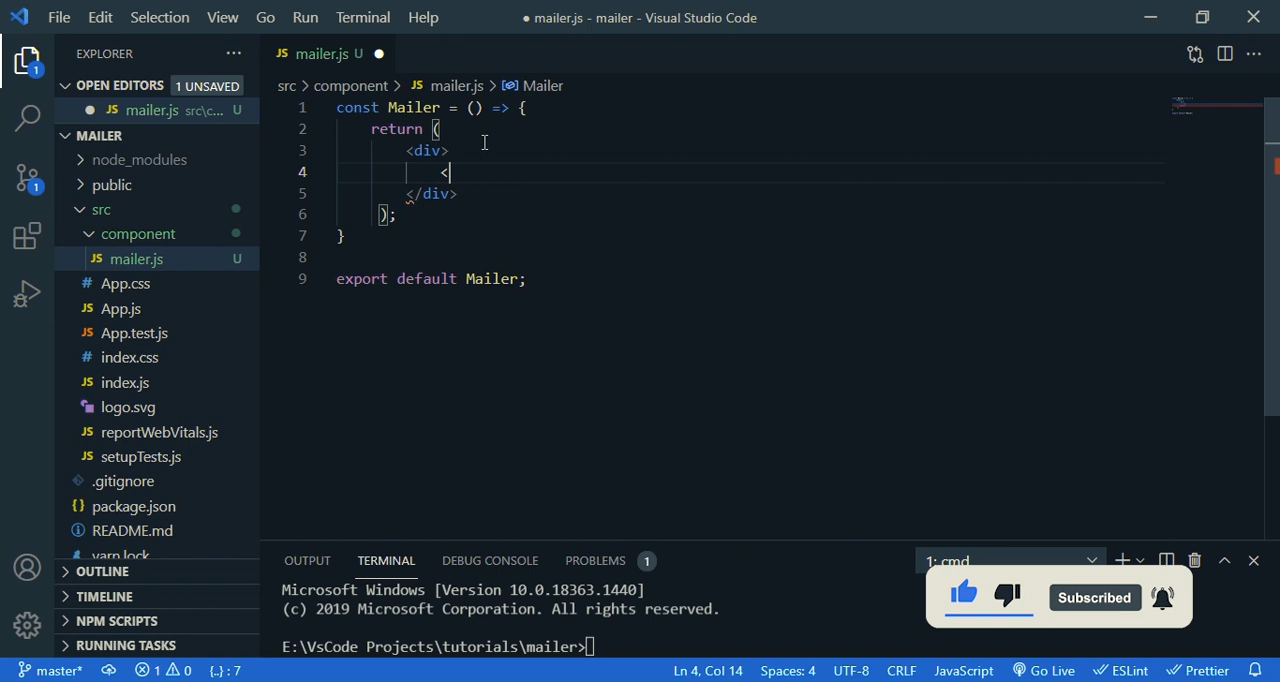 File Edit Selection View Go Run Terminal Help ● mailer.js - mailer - Visual Studio Code
EXPLORER ···
JS mailer.js U ●
OPEN EDITORS 1 UNSAVED
src > component > JS mailer.js > Mailer
● JS mailer.js src\c... U
MAILER
node_modules
public
src
component
JS mailer.js U
# App.css
JS App.js
JS App.test.js
# index.css
JS index.js
logo.svg
JS reportWebVitals.js
JS setupTests.js
.gitignore
{} package.json
README.md
yarn.lock
OUTLINE
TIMELINE
NPM SCRIPTS
RUNNING TASKS
1
1
1 const Mailer = () => {
2 return (
3 <div>
4 <
5 </div>
6 );
7 }
8
9 export default Mailer;
OUTPUT TERMINAL DEBUG CONSOLE PROBLEMS 1 1: cmd
Microsoft Windows [Version 10.0.18363.1440]
(c) 2019 Microsoft Corporation. All rights reserved.
E:\VsCode Projects\tutorials\mailer>
Subscribed
master* 1 0 {..} : 7 Ln 4, Col 14 Spaces: 4 UTF-8 CRLF JavaScript Go Live ESLint Prettier